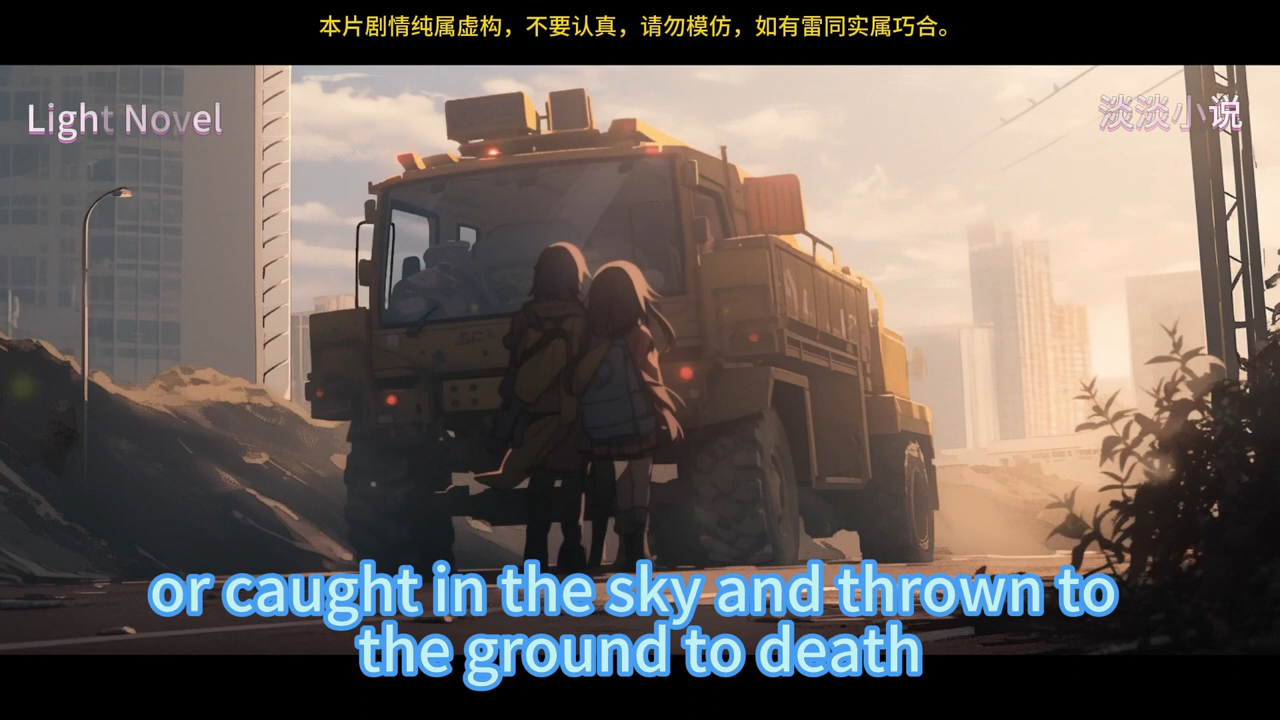 本片剧情纯属虚构，不要认真，请勿模仿，如有雷同实属巧合。
Light Novel
淡淡小说
or caught in the sky and thrown to
the ground to death